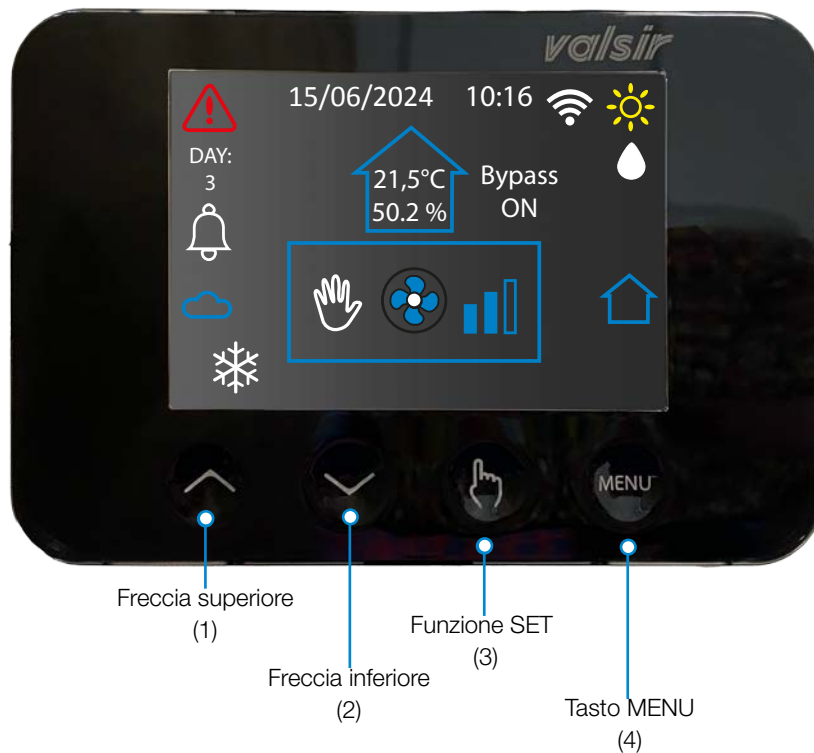 valsir
15/06/2024 10:16
DAY:
3
21,5°C
50.2 %
Bypass
ON
MENU
Freccia superiore
(1)
Freccia inferiore
(2)
Funzione SET
(3)
Tasto MENU
(4)